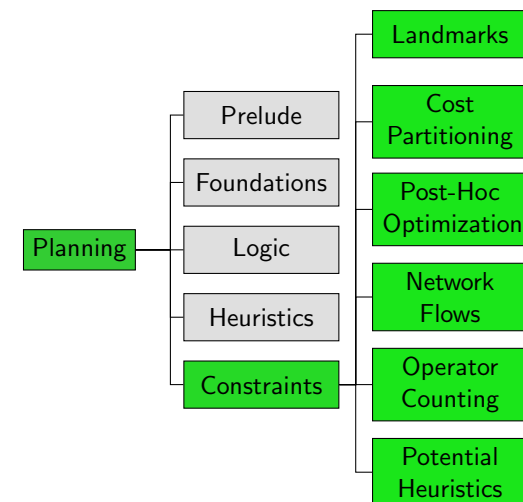 Planning
Prelude
Foundations
Logic
Heuristics
Constraints
Landmarks
Cost
Partitioning
Post-Hoc
Optimization
Network
Flows
Operator
Counting
Potential
Heuristics